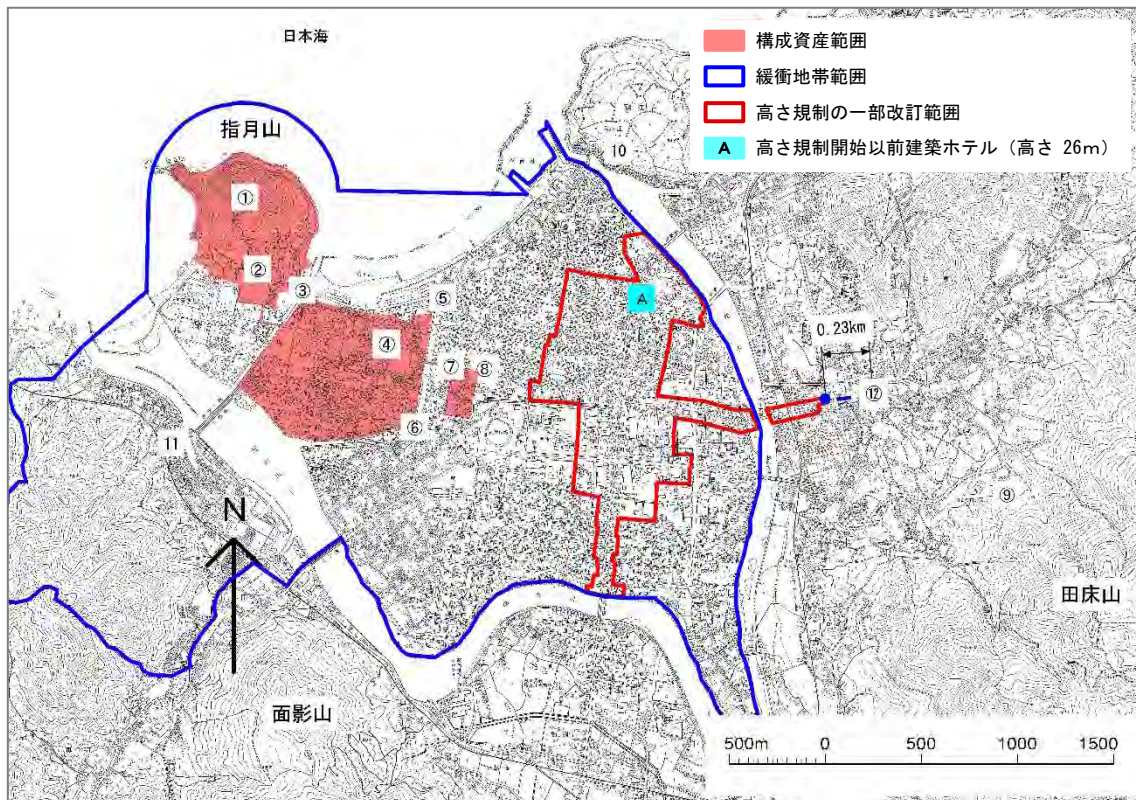 日本海
構成資産範囲
緩衝地帯範囲
高さ規制の一部改訂範囲
A 高さ規制開始以前建築ホテル（高さ 26m）
指月山
10
①
②
③
⑤
A
0.23km
④
⑦
⑧
⑫
⑥
11
⑨
N
田床山
面影山
500m 0 500 1000 1500